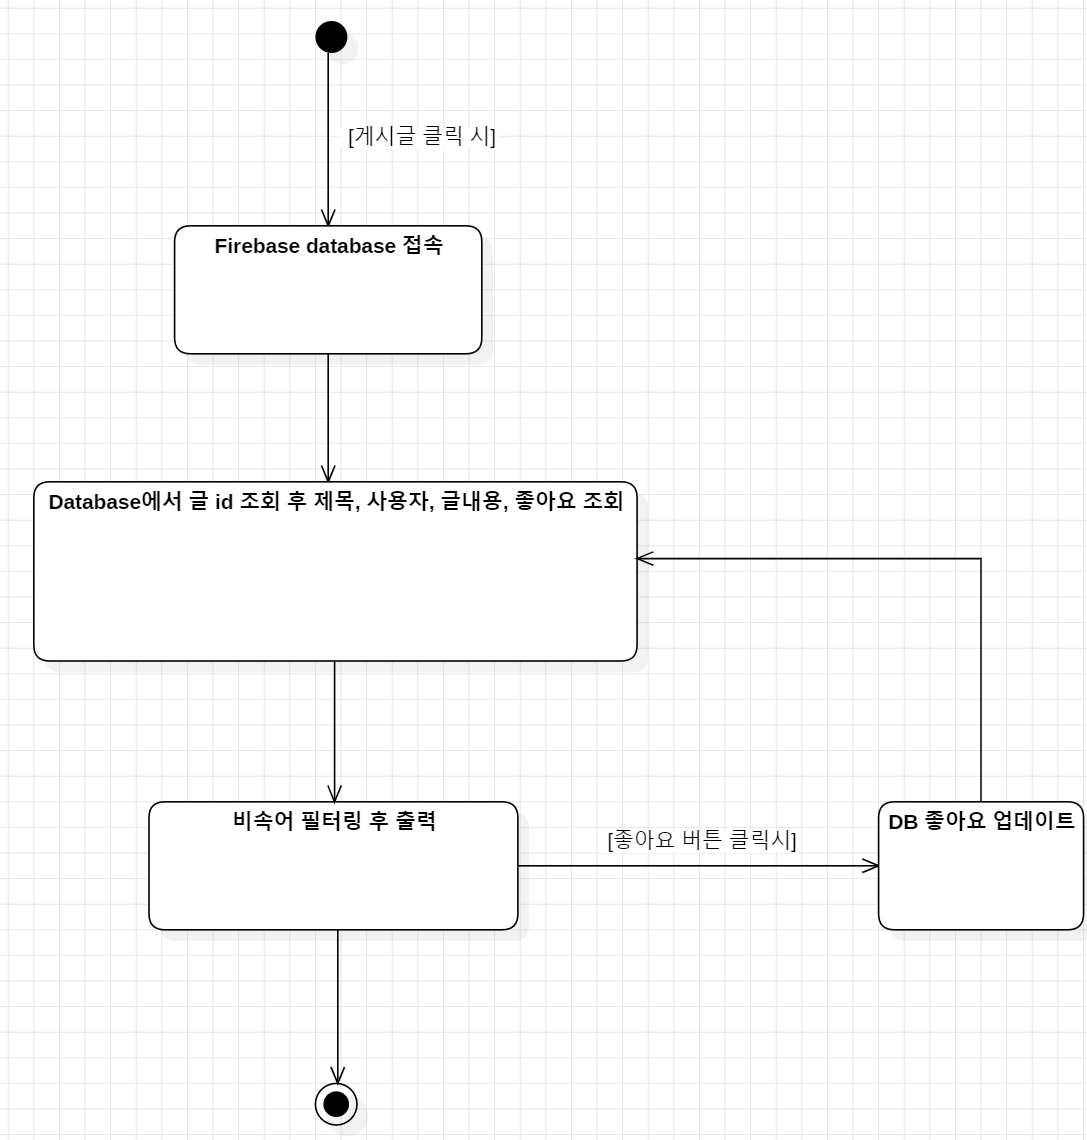 [게시글 클릭 시]
Firebase database 접속
Database에서 글 id 조회 후 제목, 사용자, 글내용, 좋아요 조회
비속어 필터링 후 출력
[좋아요 버튼 클릭시]
DB 좋아요 업데이트